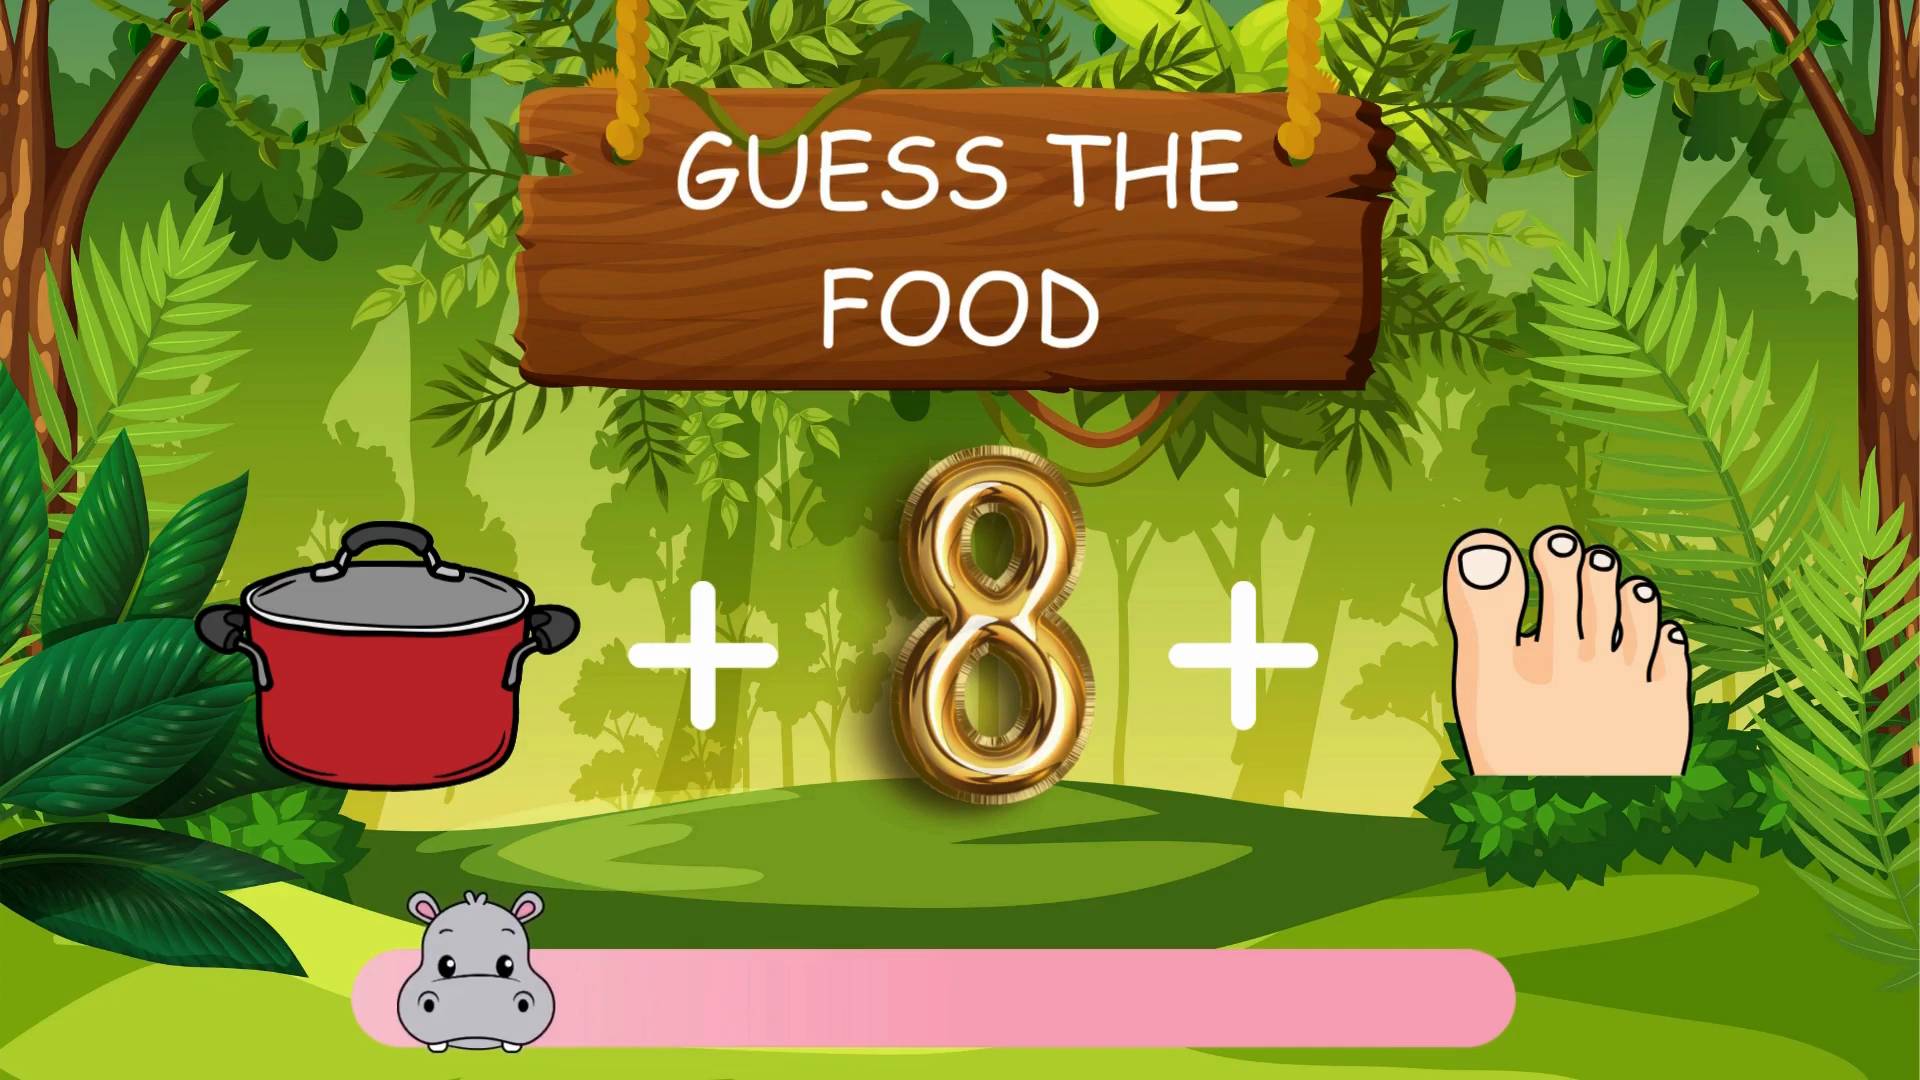 GUESS THE
FOOD
+ 8 +